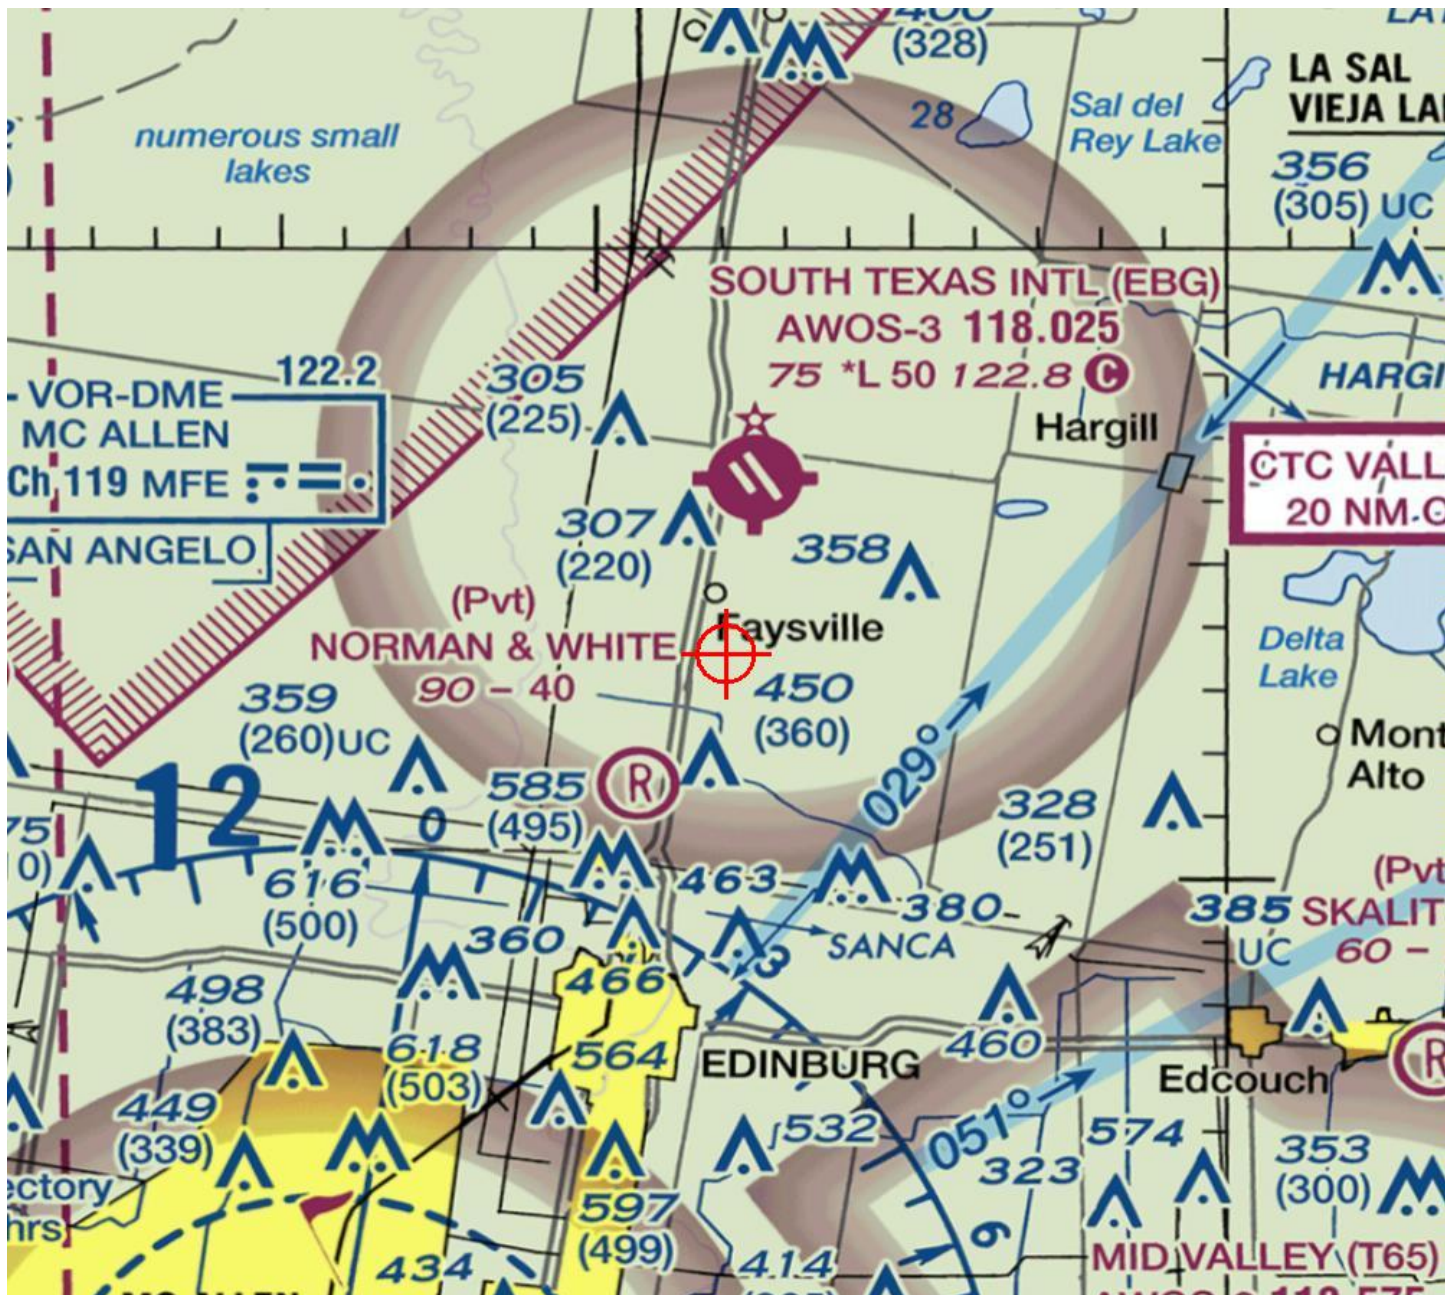 400
(328)
LA SAL
VIEJA
28
Sal del
Rey Lake
numerous small
lakes
356
(305) UC
SOUTH TEXAS INTL (EBG)
AWOS-3 118.025
75 *L 50 122.8 C
122.2
VOR-DME
MC ALLEN
Ch 119 MFE
SAN ANGELO
305
(225)
Hargill
CTC
20 NM
307
(220)
358
(Pvt)
NORMAN & WHITE
90 - 40
Faysville
450
(360)
Delta
Lake
359
(260)UC
Alto
029°
585
(495)
R
12
0
328
(251)
616
(500)
463
380
SANCA
3
(Pvt
385
UC
60 -
360
466
498
(383)
618
(503)
564
EDINBURG
460
Edcouch
R
449
(339)
532
051°
323
574
353
(300)
597
(499)
6
434
414
MID VALLEY (T65)